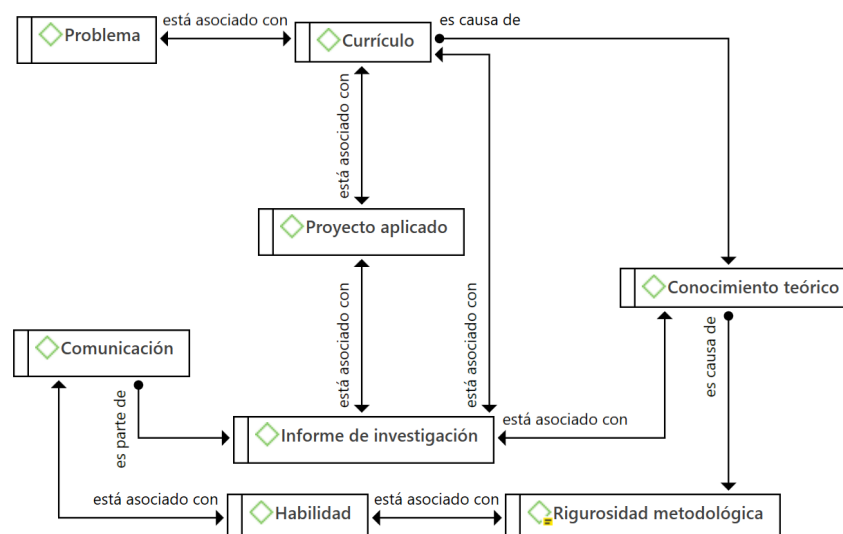 está asociado con
es causa de
Problema
Currículo
está asociado con
Proyecto aplicado
está asociado con
está asociado con
Conocimiento teórico
es causa de
Comunicación
es parte de
está asociado con
Informe de investigación
está asociado con
está asociado con
Habilidad
Rigurosidad metodológica